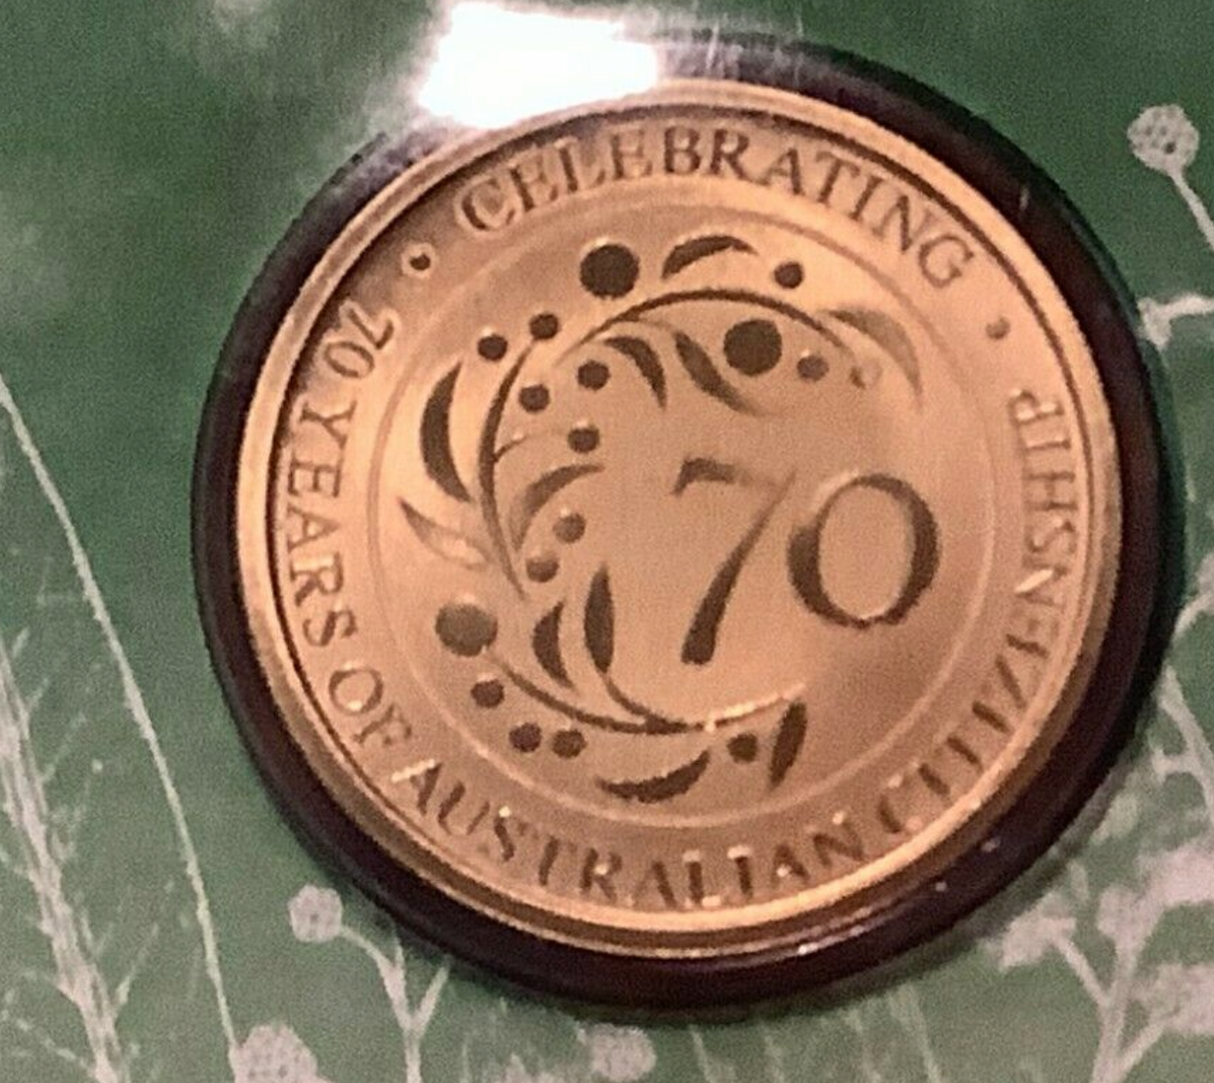 CELEBRATING
70 YEARS OF AUSTRALIAN CITIZENSHIP
70